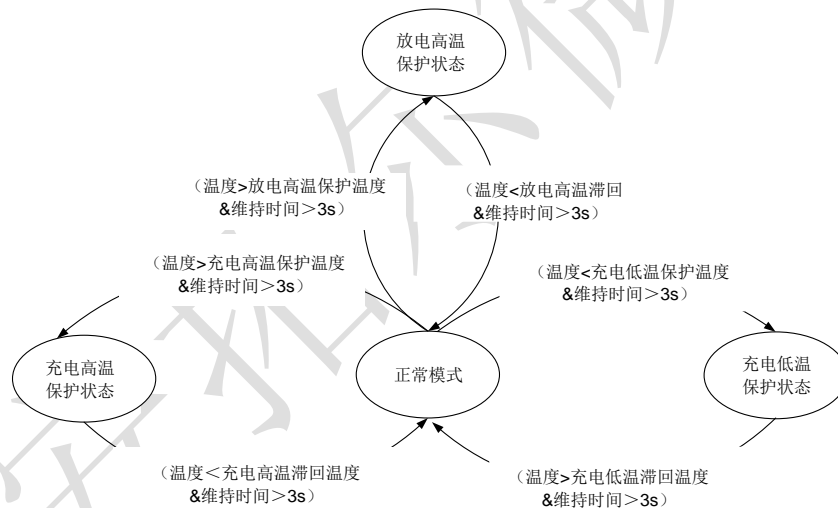 放电高温
保护状态
（温度>放电高温保护温度
&维持时间＞3s）
（温度<放电高温滞回
&维持时间＞3s）
（温度>充电高温保护温度
&维持时间＞3s）
（温度<充电低温保护温度
&维持时间＞3s）
充电高温
保护状态
正常模式
充电低温
保护状态
（温度＜充电高温滞回温度
&维持时间＞3s）
（温度>充电低温滞回温度
&维持时间＞3s）